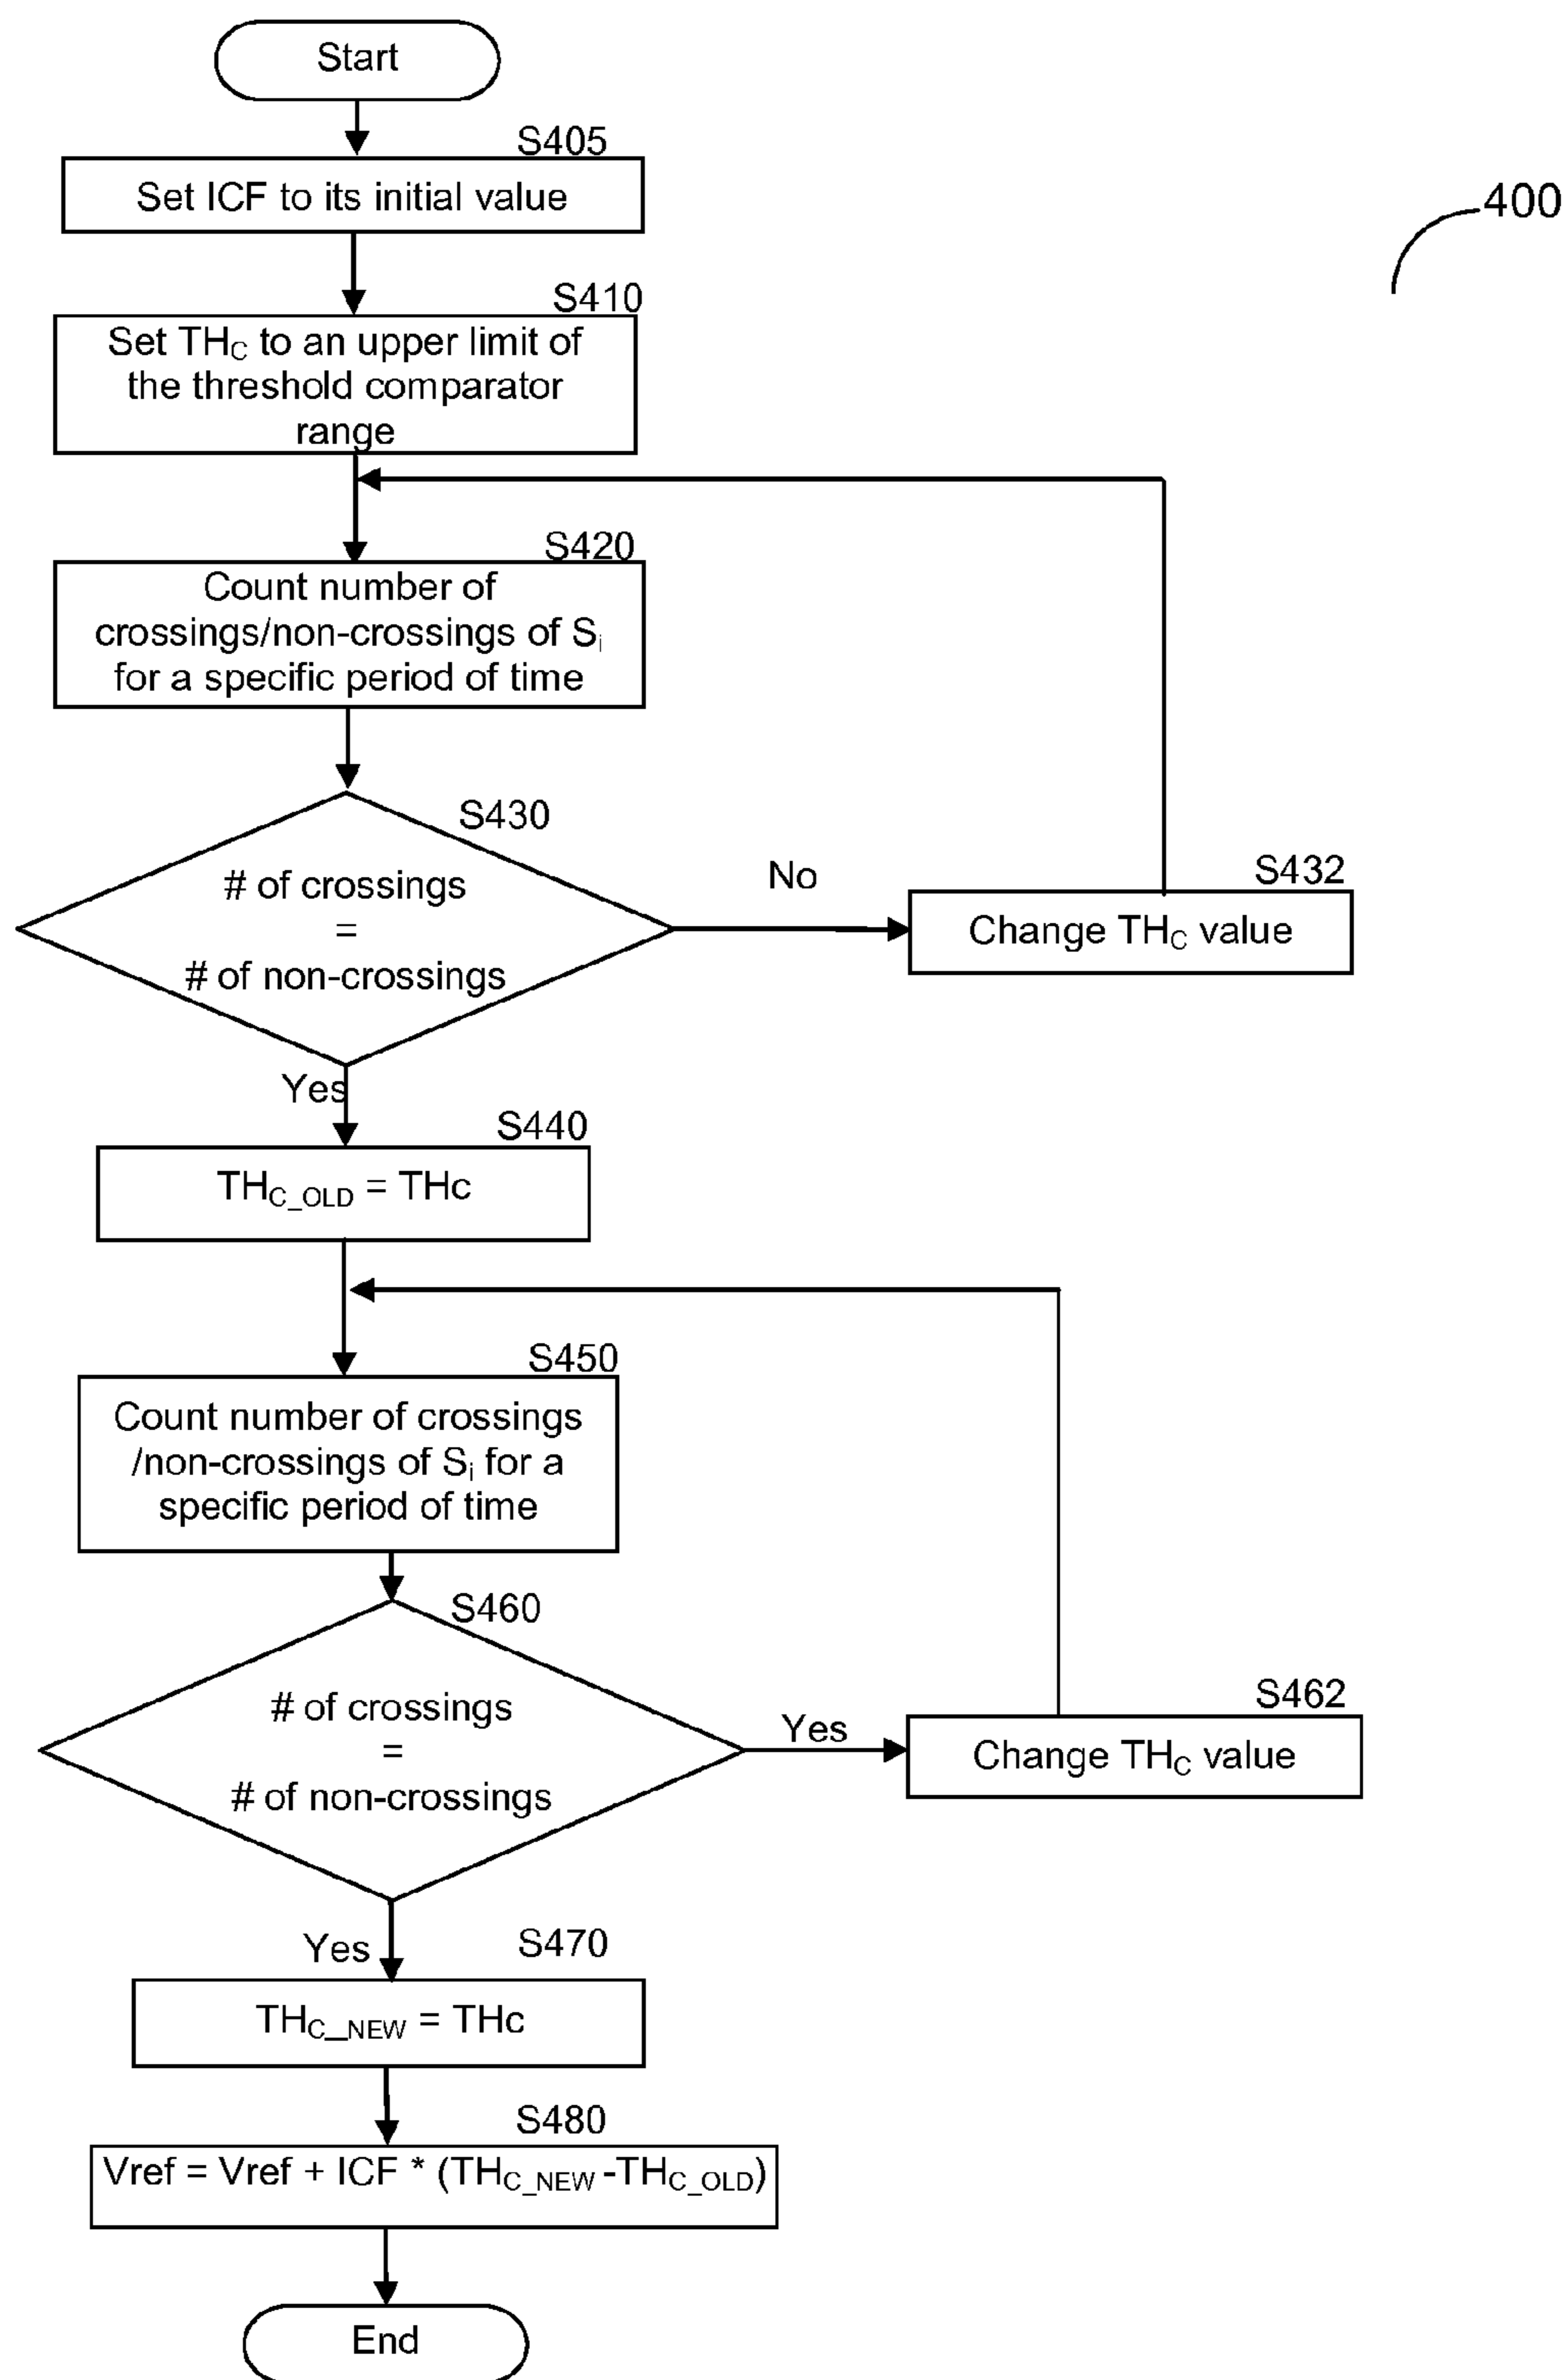 Start
S405
Set ICF to its initial value
400
S410
Set THC to an upper limit of
the threshold comparator
range
S420
Count number of
crossings/non-crossings of Si
for a specific period of time
S430
# of crossings
=
# of non-crossings
No
S432
Change THC value
Yes
S440
THC_OLD = THc
S450
Count number of crossings
/non-crossings of Si for a
specific period of time
S460
# of crossings
=
# of non-crossings
Yes
S462
Change THC value
Yes
S470
THC_NEW = THc
S480
Vref = Vref + ICF * (THC_NEW -THC_OLD)
End